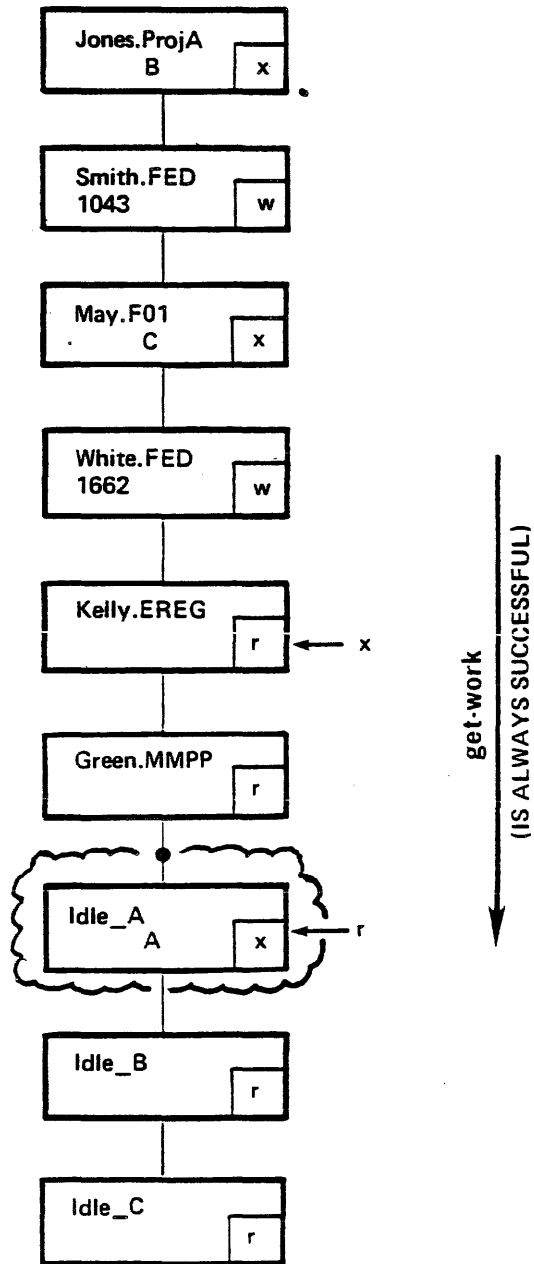 Jones.ProjA
B
x
Smith.FED
1043
w
May.F01
C
x
White.FED
1662
w
Kelly.EREG
r
x
Green.MMPP
r
Idle_A
A
x
r
Idle_B
r
Idle_C
r
get-work
(IS ALWAYS SUCCESSFUL)